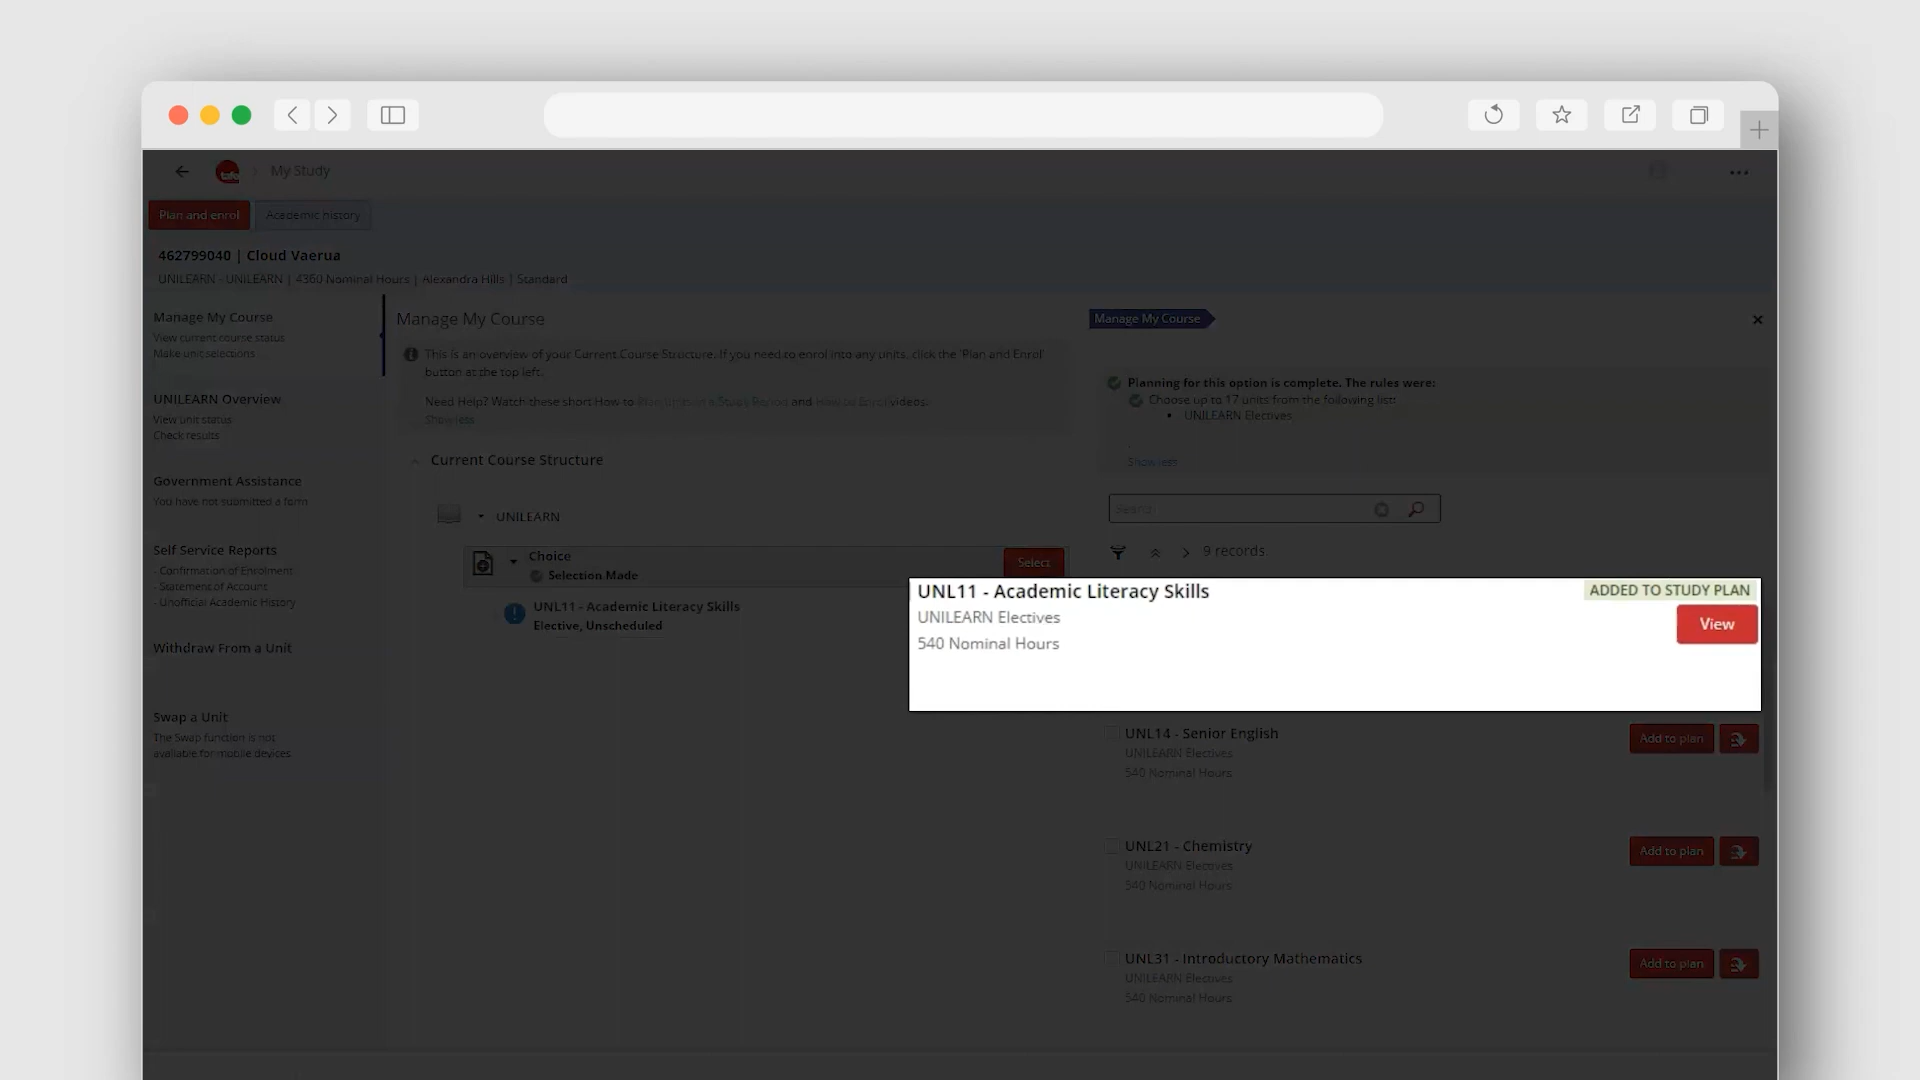 tafe
My Study
Plan and enrol
Academic history
462799040 | Cloud Vaerua
UNILEARN - UNILEARN | 4360 Nominal Hours | Alexandra Hills | Standard
Manage My Course
View current course status
Make unit selections
UNILEARN Overview
View unit status
Check results
Government Assistance
You have not submitted a form
Self Service Reports
- Confirmation of Enrolment
- Statement of Account
- Unofficial Academic History
Withdraw From a Unit
Swap a Unit
The Swap function is not
available for mobile devices
Manage My Course
This is an overview of your Current Course Structure. If you need to enrol into any units, click the 'Plan and Enrol'
button at the top left.
Need Help? Watch these short How-to Plan Units in a Study Period and How to Enrol videos.
Show less
Current Course Structure
UNILEARN
Choice
Selection Made
Select
UNL11 - Academic Literacy Skills
Elective, Unscheduled
Manage My Course
Planning for this option is complete. The rules were:
Choose up to 17 units from the following list:
• UNILEARN Electives
Show less
Search
9 records
UNL11 - Academic Literacy Skills
ADDED TO STUDY PLAN
UNILEARN Electives
View
540 Nominal Hours
UNL14 - Senior English
Add to plan
UNILEARN Electives
540 Nominal Hours
UNL21 - Chemistry
Add to plan
UNILEARN Electives
540 Nominal Hours
UNL31 - Introductory Mathematics
Add to plan
UNILEARN Electives
540 Nominal Hours